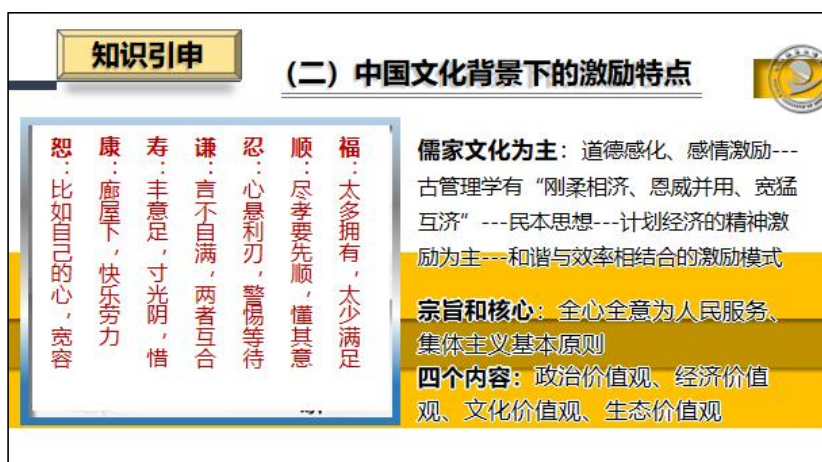 知识引申
（二）中国文化背景下的激励特点
福：太多拥有，太少满足
顺：尽孝要先顺，懂其意
忍：心悬利刃，警惕等待
谦：言不自满，两者互合
寿：丰意足，寸光阴，惜
康：廊屋下，快乐劳力
恕：比如自己的心，宽容
儒家文化为主：道德感化、感情激励---
古管理学有“刚柔相济、恩威并用、宽猛
互济”---民本思想---计划经济的精神激
励为主---和谐与效率相结合的激励模式
宗旨和核心：全心全意为人民服务、
集体主义基本原则
四个内容：政治价值观、经济价值
观、文化价值观、生态价值观